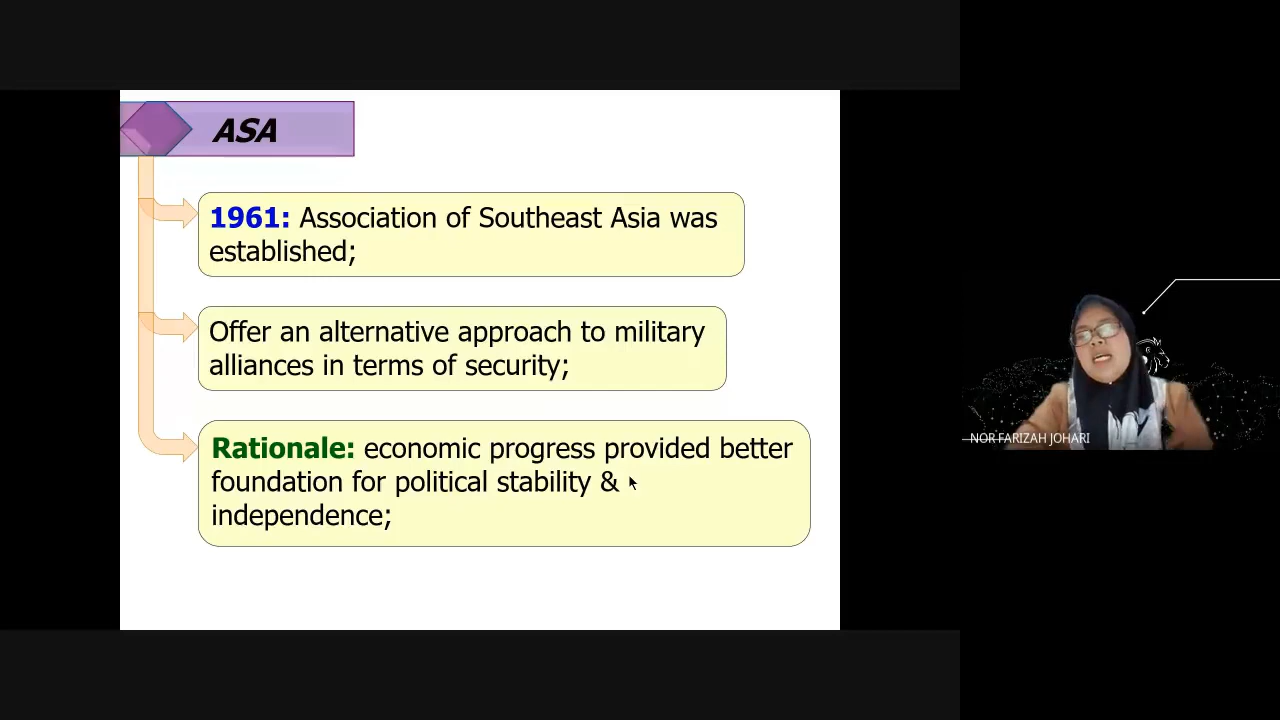 ASA
1961: Association of Southeast Asia was
established;
Offer an alternative approach to military
alliances in terms of security;
Rationale: economic progress provided better
foundation for political stability &
independence;
NOR FARIZAH JOHARI